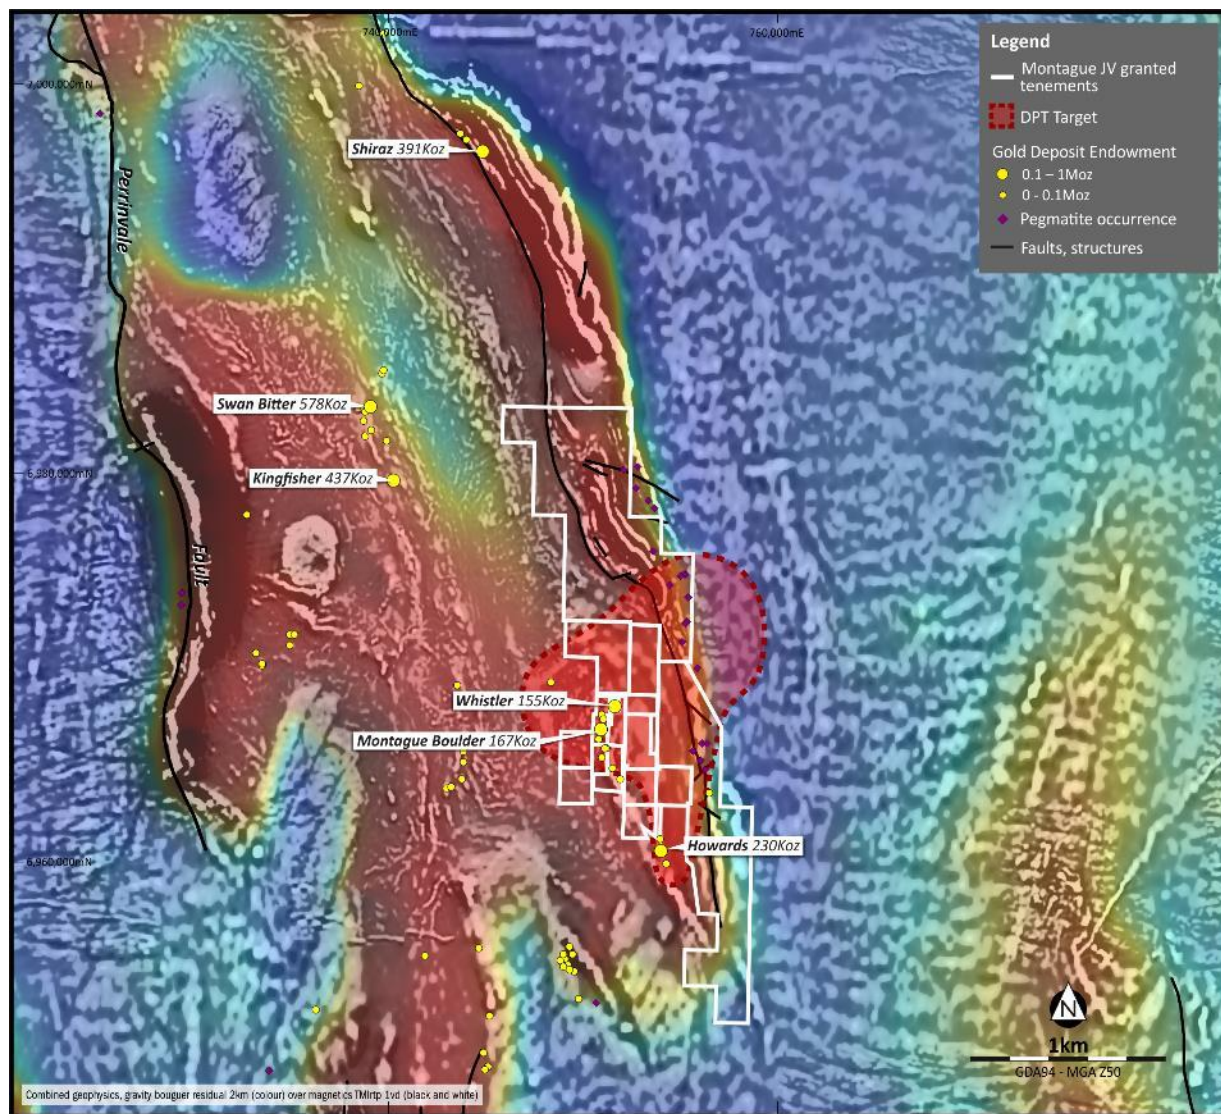 740,000mE
760,000mE
7,000,000mN
Legend
Montague JV granted
tenements
DPT Target
Gold Deposit Endowment
0.1 – 1Moz
0 - 0.1Moz
Pegmatite occurrence
Faults, structures
Shiraz 391Koz
Perrinvale
Swan Bitter 578Koz
6,980,000mN
Kingfisher 437Koz
Fault
Whistler 155Koz
Montague Boulder 167Koz
Howards 230Koz
6,960,000mN
N
1km
GDA94 - MGA Z50
Combined geophysics, gravity bouguer residual 2km (colour) over magnetics TMIrtp 1vd (black and white)